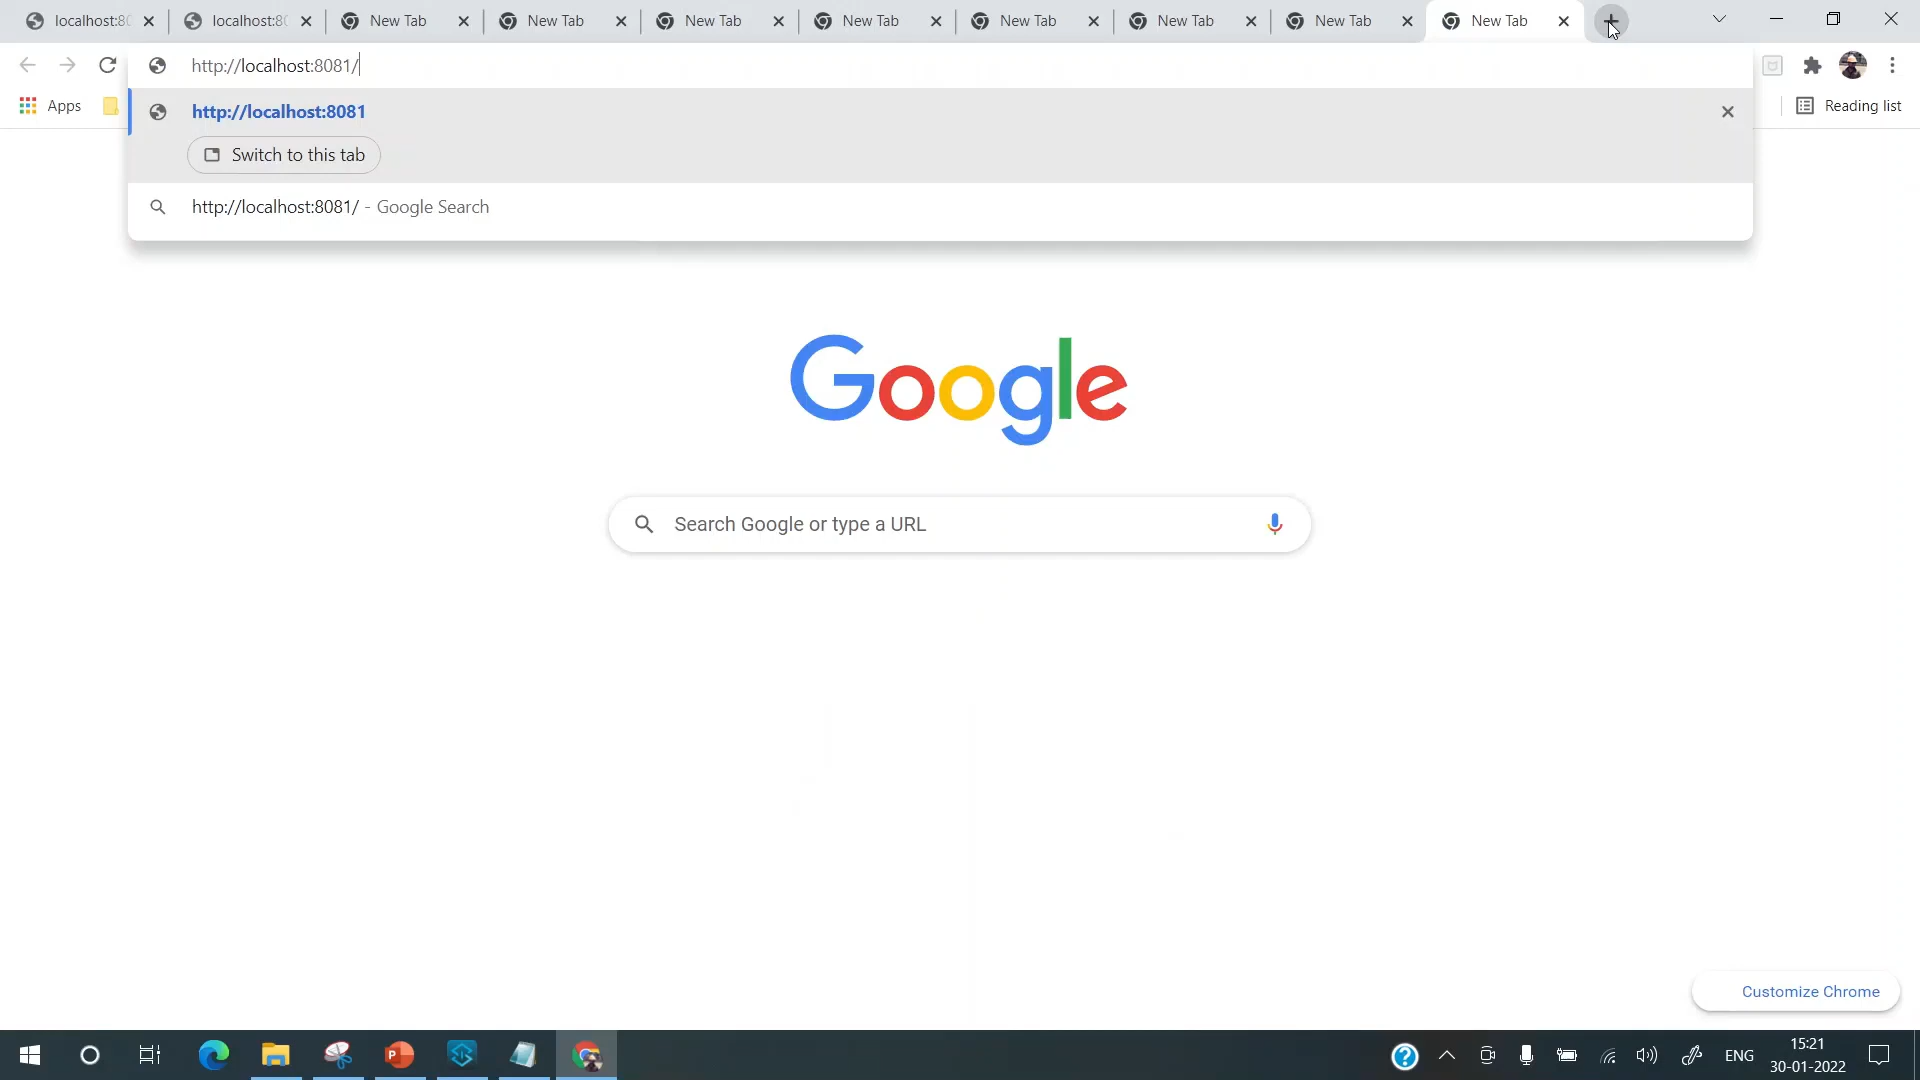 localhost:80
localhost:80
New Tab
New Tab
New Tab
New Tab
New Tab
New Tab
New Tab
New Tab
http://localhost:8081/
Apps
Reading list
http://localhost:8081
Switch to this tab
http://localhost:8081/ - Google Search
Google
Search Google or type a URL
Customize Chrome
ENG
15:21
30-01-2022